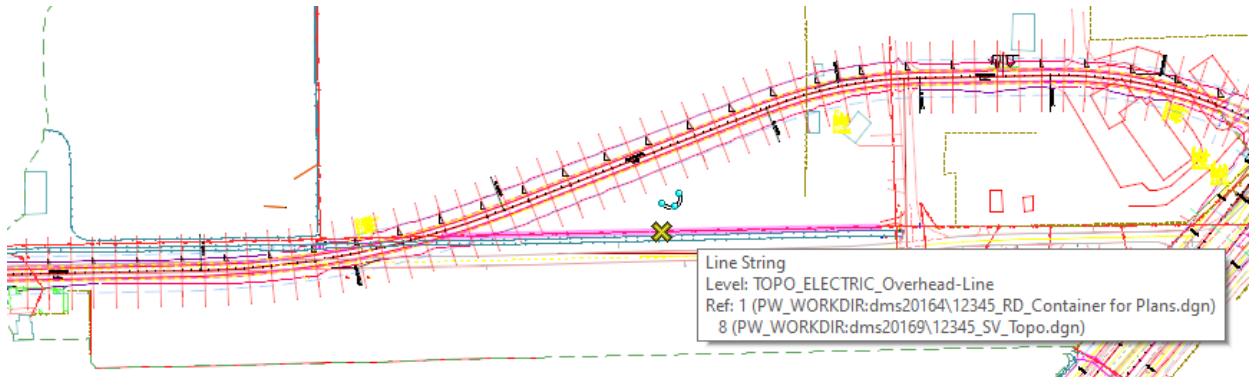 Line String
Level: TOPO_ELECTRIC_Overhead-Line
Ref: 1 (PW_WORKDIR:dms20164\12345_RD_Container for Plans.dgn)
8 (PW_WORKDIR:dms20169\12345_SV_Topo.dgn)